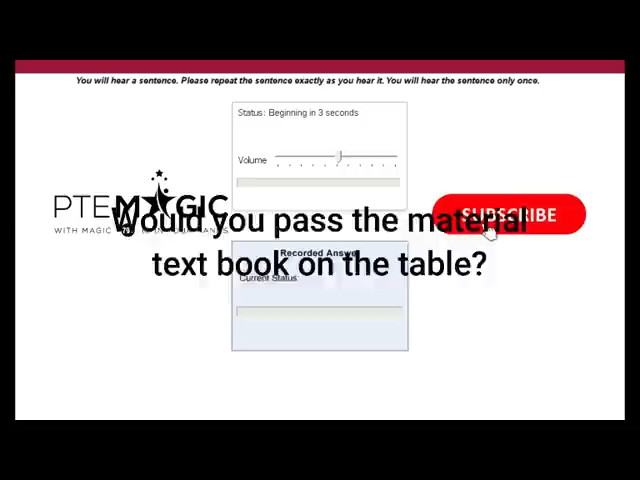 You will hear a sentence. Please repeat the sentence exactly as you hear it. You will hear the sentence only once.
Status: Beginning in 3 seconds
Volume
PTE MAGIC
WITH MAGIC
SUBSCRIBE
Would you pass the material
text book on the table?
Recorded Answer
Current Status: